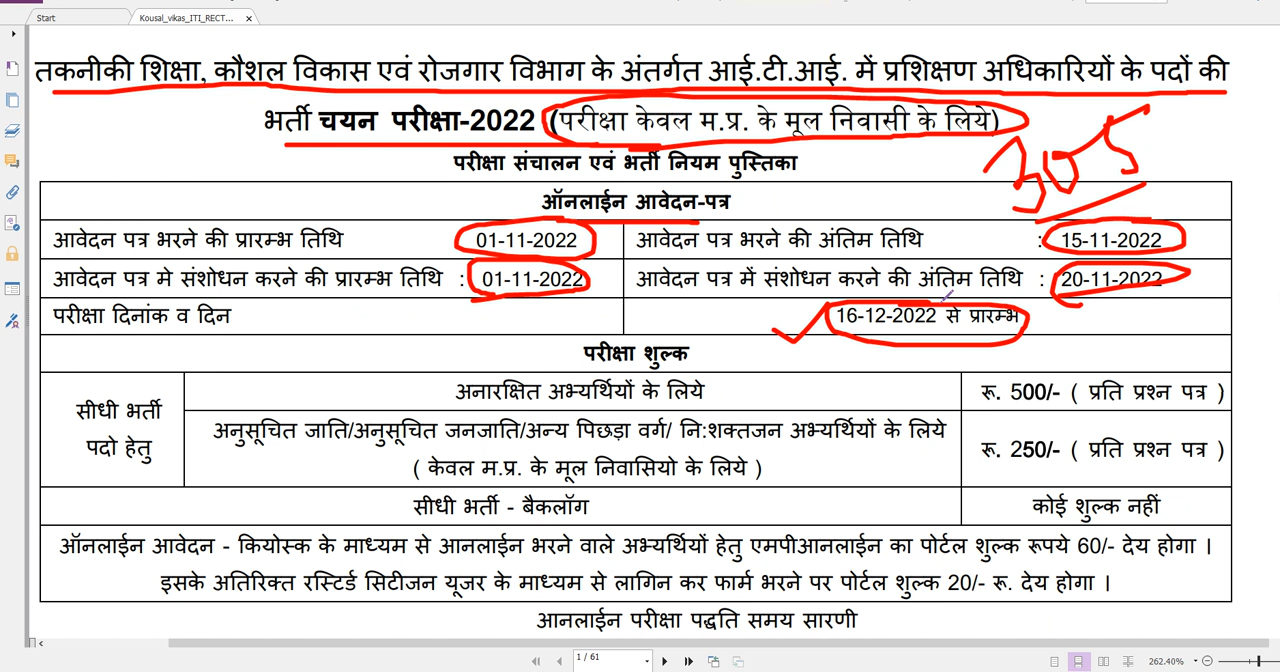 Start
Kousal_vikas_ITI_RECT...
तकनीकी शिक्षा, कौशल विकास एवं रोजगार विभाग के अंतर्गत आई.टी.आई. में प्रशिक्षण अधिकारियों के पदों की
भर्ती चयन परीक्षा-2022 (परीक्षा केवल म.प्र. के मूल निवासी के लिये)
305
परीक्षा संचालन एवं भर्ती नियम पुस्तिका
ऑनलाईन आवेदन-पत्र
आवेदन पत्र भरने की प्रारम्भ तिथि 01-11-2022 आवेदन पत्र भरने की अंतिम तिथि : 15-11-2022
आवेदन पत्र मे संशोधन करने की प्रारम्भ तिथि : 01-11-2022 आवेदन पत्र में संशोधन करने की अंतिम तिथि : 20-11-2022
परीक्षा दिनांक व दिन 16-12-2022 से प्रारम्भ
परीक्षा शुल्क
सीधी भर्ती पदो हेतु
अनारक्षित अभ्यर्थियों के लिये रू. 500/- ( प्रति प्रश्न पत्र )
अनुसूचित जाति/अनुसूचित जनजाति/अन्य पिछड़ा वर्ग/ नि:शक्तजन अभ्यर्थियों के लिये
( केवल म.प्र. के मूल निवासियो के लिये ) रू. 250/- ( प्रति प्रश्न पत्र )
सीधी भर्ती - बैकलॉग कोई शुल्क नहीं
ऑनलाईन आवेदन - कियोस्क के माध्यम से आनलाईन भरने वाले अभ्यर्थियों हेतु एमपीआनलाईन का पोर्टल शुल्क रूपये 60/- देय होगा ।
इसके अतिरिक्त रस्टिर्ड सिटीजन यूजर के माध्यम से लागिन कर फार्म भरने पर पोर्टल शुल्क 20/- रू. देय होगा ।
आनलाईन परीक्षा पद्धति समय सारणी
1 / 61
262.40%